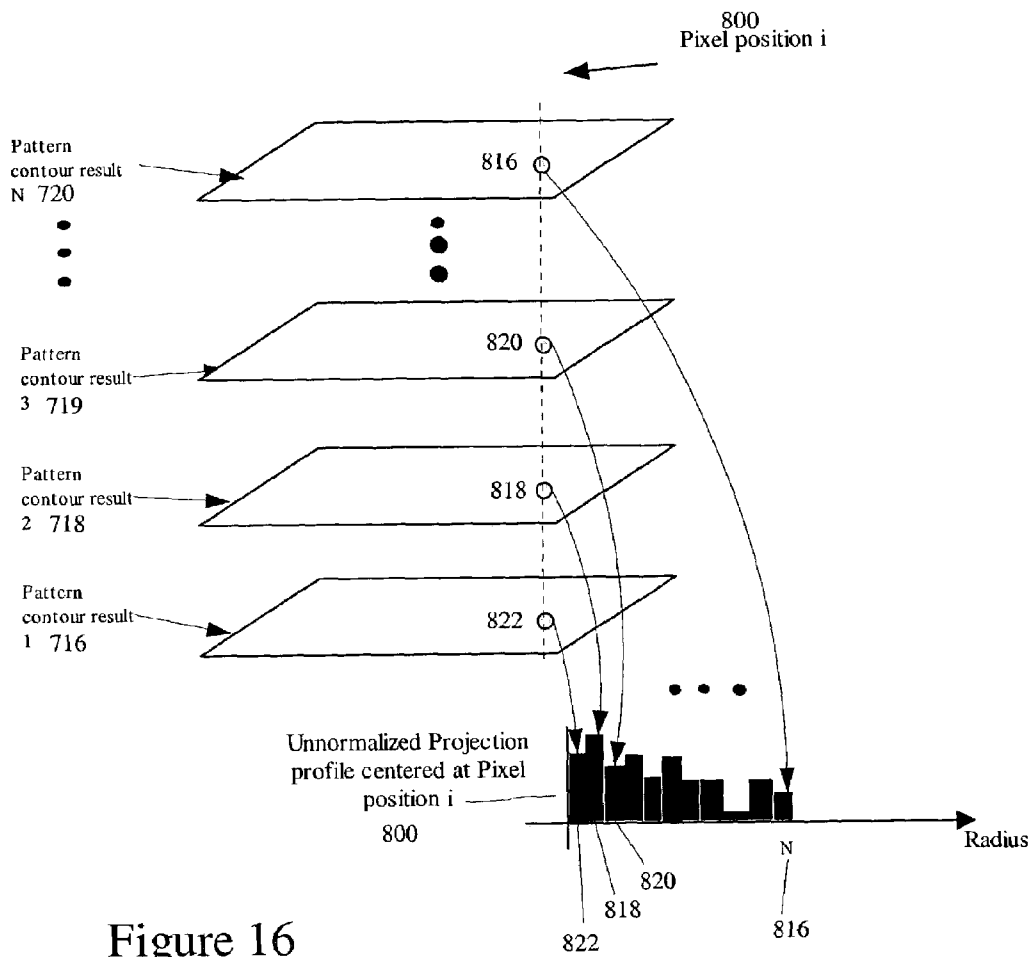 800
Pixel position i
Pattern
contour result
N 720
816
Pattern
contour result
3 719
820
Pattern
contour result
2 718
818
Pattern
contour result
1 716
822
Unnormalized Projection
profile centered at Pixel
position i
800
Radius
N
820
818
822
816
Figure 16